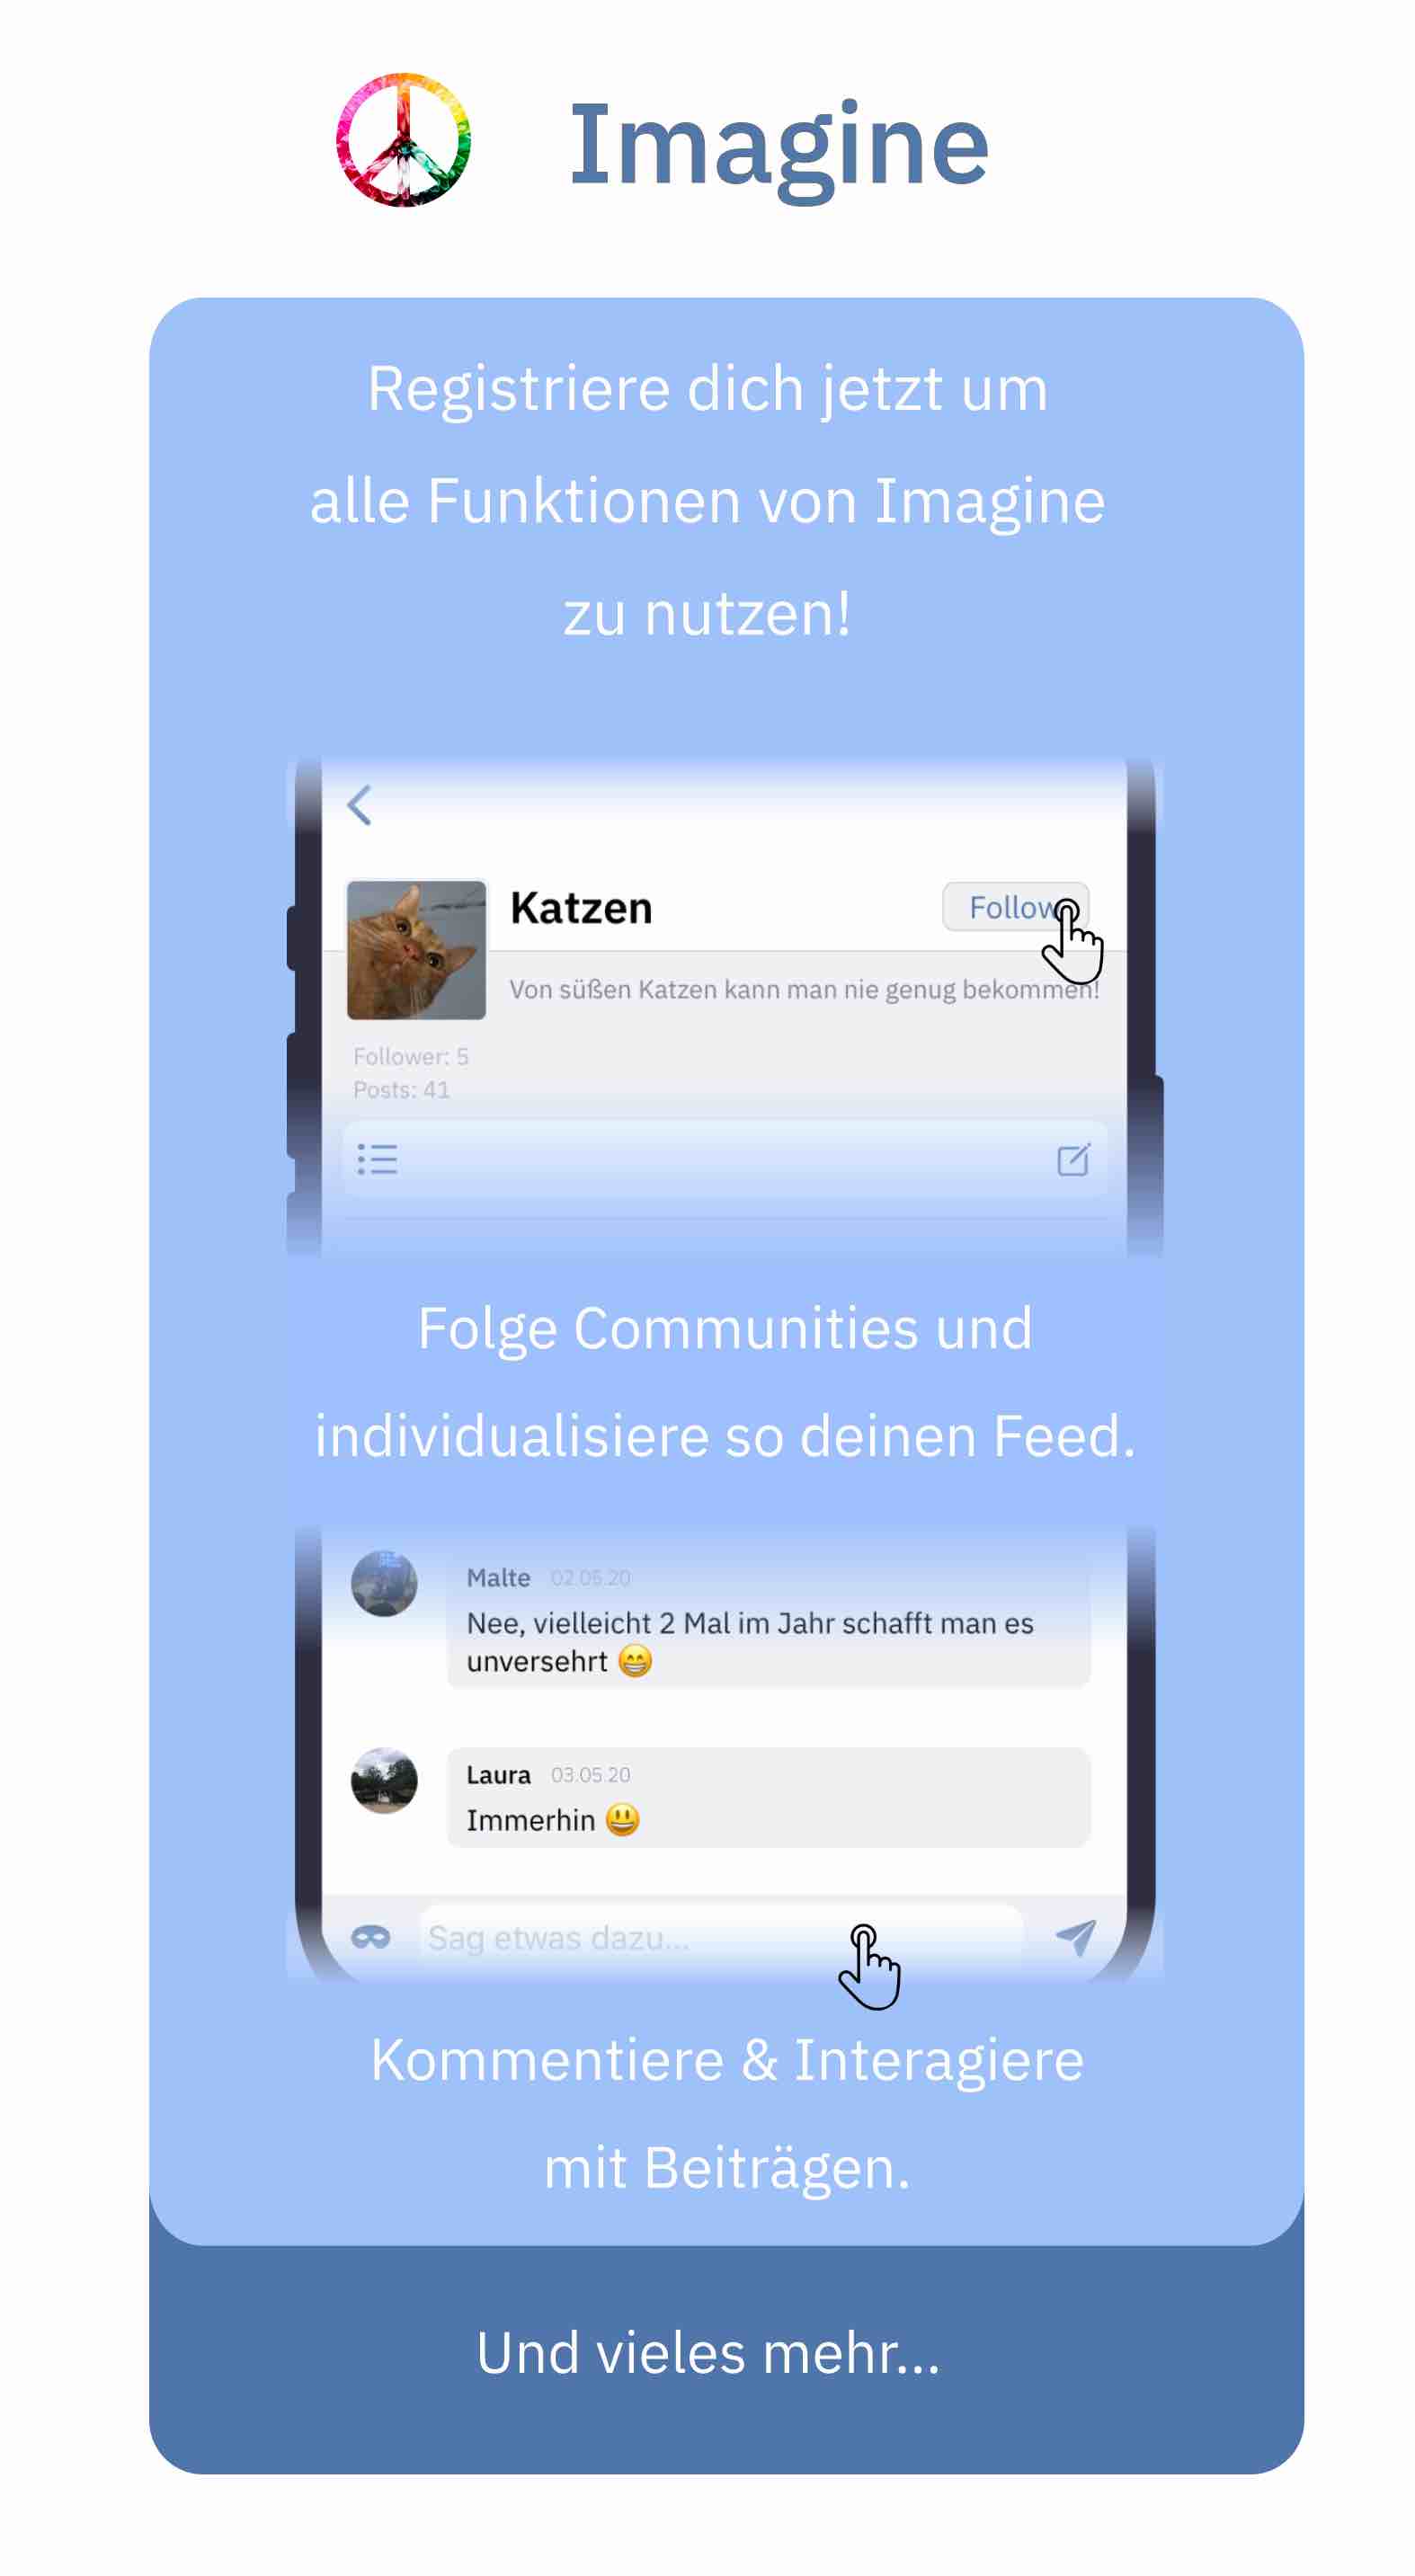 Imagine
Registriere dich jetzt um
alle Funktionen von Imagine
zu nutzen!
Katzen
Follow
Von süßen Katzen kann man nie genug bekommen!
Follower: 5
Posts: 41
Folge Communities und
individualisiere so deinen Feed.
Malte 02.05.20
Nee, vielleicht 2 Mal im Jahr schafft man es
unversehrt 😁
Laura 03.05.20
Immerhin 😃
Sag etwas dazu...
Kommentiere & Interagiere
mit Beiträgen.
Und vieles mehr...